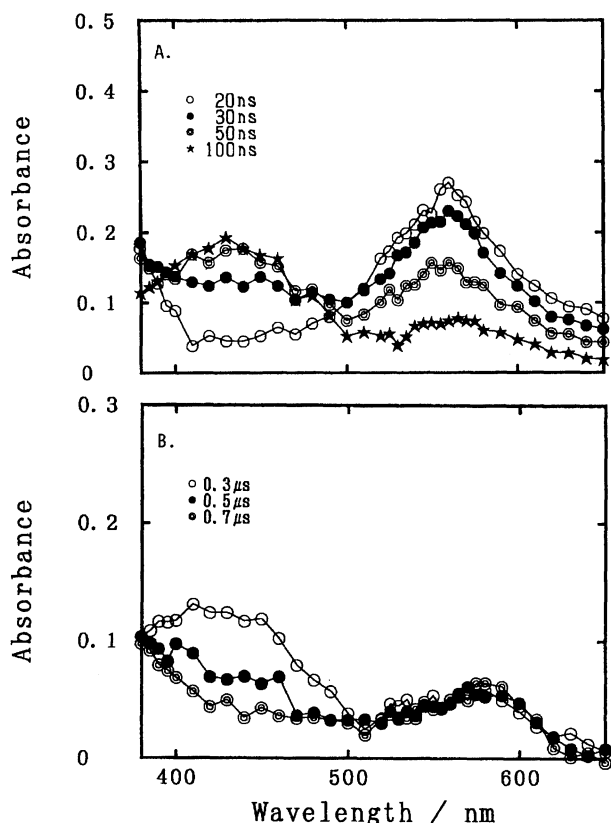 0.5
A.
20ns
30ns
50ns
100ns
0.4
0.3
0.2
0.1
0
Absorbance
0.3
B.
0.3μs
0.5μs
0.7μs
0.2
0.1
0
Absorbance
400
500
600
Wavelength / nm